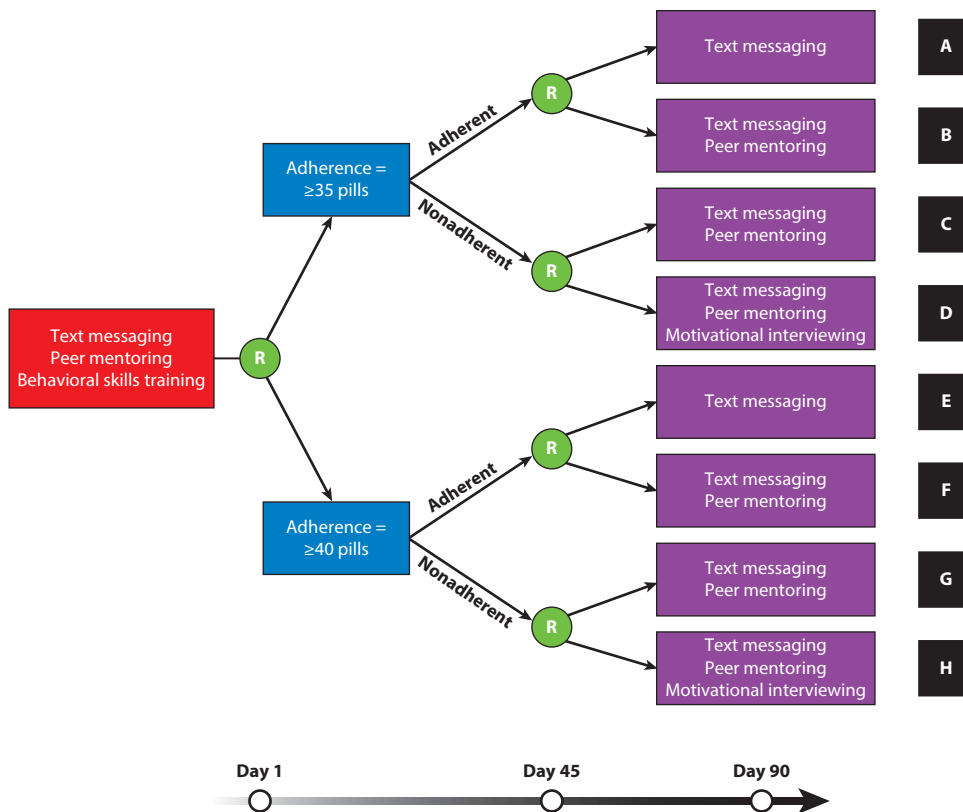 Text messaging
Peer mentoring
Behavioral skills training
R
Adherence =
≥35 pills
Adherent
Nonadherent
R
R
Text messaging
A
Text messaging
Peer mentoring
B
Text messaging
Peer mentoring
C
Text messaging
Peer mentoring
Motivational interviewing
D
Adherence =
≥40 pills
Adherent
Nonadherent
R
R
Text messaging
E
Text messaging
Peer mentoring
F
Text messaging
Peer mentoring
G
Text messaging
Peer mentoring
Motivational interviewing
H
Day 1
Day 45
Day 90